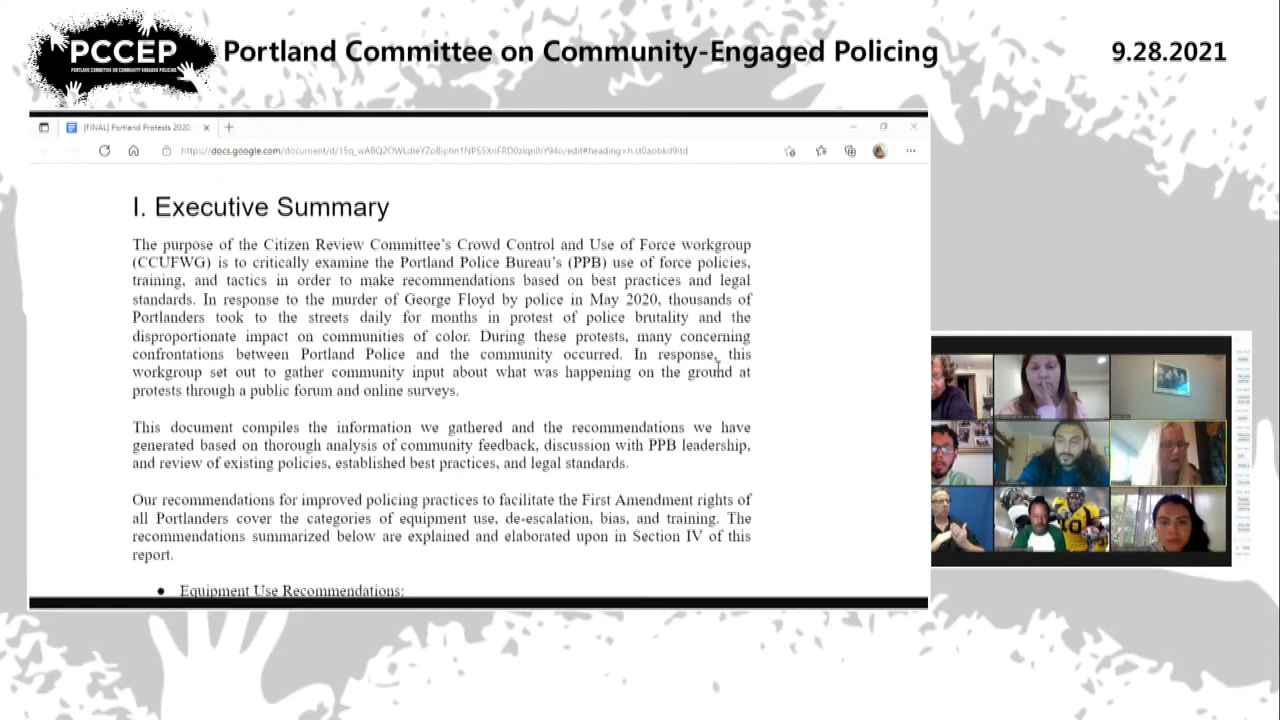 PCCEP
PORTLAND COMMITTEE ON COMMUNITY-ENGAGED POLICING
Portland Committee on Community-Engaged Policing
9.28.2021
[FINAL] Portland Protests 2020.
I. Executive Summary
The purpose of the Citizen Review Committee's Crowd Control and Use of Force workgroup
(CCUFWG) is to critically examine the Portland Police Bureau's (PPB) use of force policies,
training, and tactics in order to make recommendations based on best practices and legal
standards. In response to the murder of George Floyd by police in May 2020, thousands of
Portlanders took to the streets daily for months in protest of police brutality and the
disproportionate impact on communities of color. During these protests, many concerning
confrontations between Portland Police and the community occurred. In response, this
workgroup set out to gather community input about what was happening on the ground at
protests through a public forum and online surveys.
This document compiles the information we gathered and the recommendations we have
generated based on thorough analysis of community feedback, discussion with PPB leadership,
and review of existing policies, established best practices, and legal standards.
Our recommendations for improved policing practices to facilitate the First Amendment rights of
all Portlanders cover the categories of equipment use, de-escalation, bias, and training. The
recommendations summarized below are explained and elaborated upon in Section IV of this
report.
● Equipment Use Recommendations: